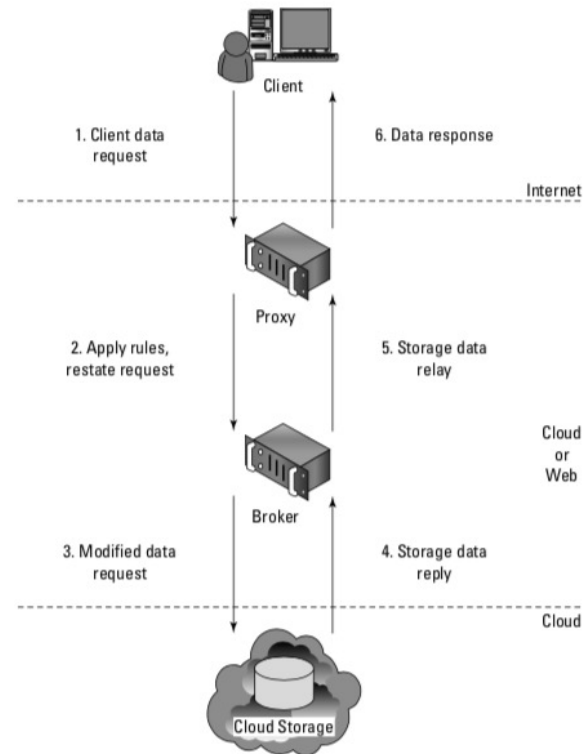 Client
1. Client data
request
6. Data response
Internet
Proxy
2. Apply rules,
restate request
5. Storage data
relay
Cloud
or
Web
Broker
3. Modified data
request
4. Storage data
reply
Cloud
Cloud Storage